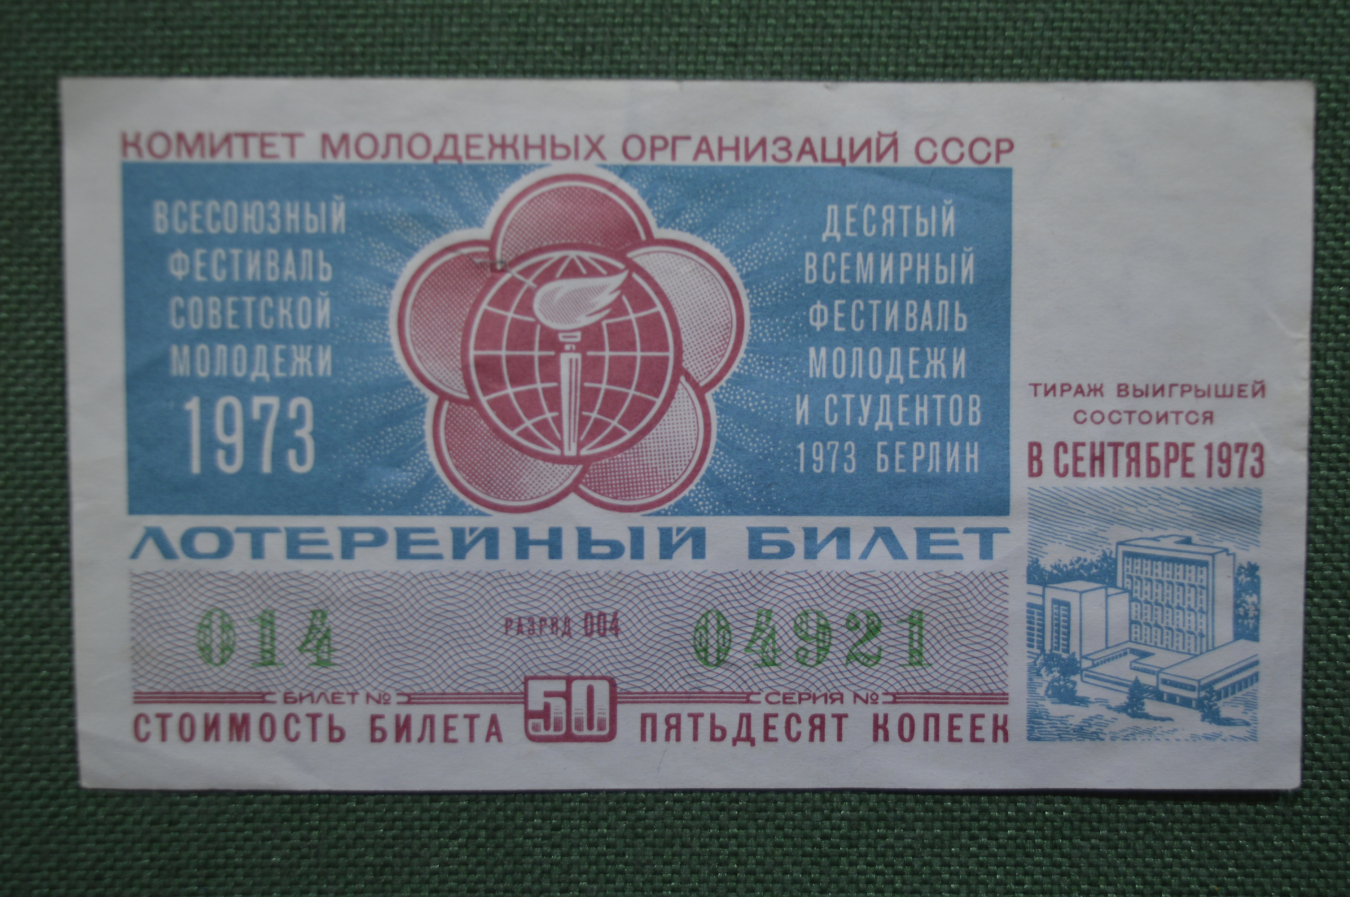 КОМИТЕТ МОЛОДЕЖНЫХ ОРГАНИЗАЦИЙ СССР
ВСЕСОЮЗНЫЙ
ФЕСТИВАЛЬ
СОВЕТСКОЙ
МОЛОДЕЖИ
1973
ДЕСЯТЫЙ
ВСЕМИРНЫЙ
ФЕСТИВАЛЬ
МОЛОДЕЖИ
И СТУДЕНТОВ
1973 БЕРЛИН
ТИРАЖ ВЫИГРЫШЕЙ
СОСТОИТСЯ
В СЕНТЯБРЕ 1973
ЛОТЕРЕЙНЫЙ БИЛЕТ
014 РАЗРЯД 004 04921
БИЛЕТ № СЕРИЯ №
СТОИМОСТЬ БИЛЕТА 50 ПЯТЬДЕСЯТ КОПЕЕК